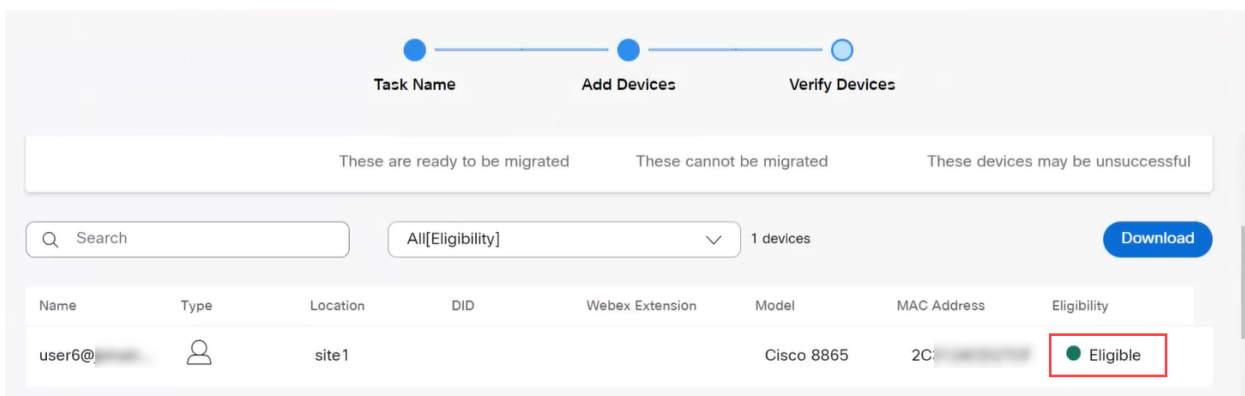 Task Name Add Devices Verify Devices
These are ready to be migrated These cannot be migrated These devices may be unsuccessful
Search All[Eligibility] 1 devices Download
Name Type Location DID Webex Extension Model MAC Address Eligibility
user6@ site1 Cisco 8865 2C Eligible